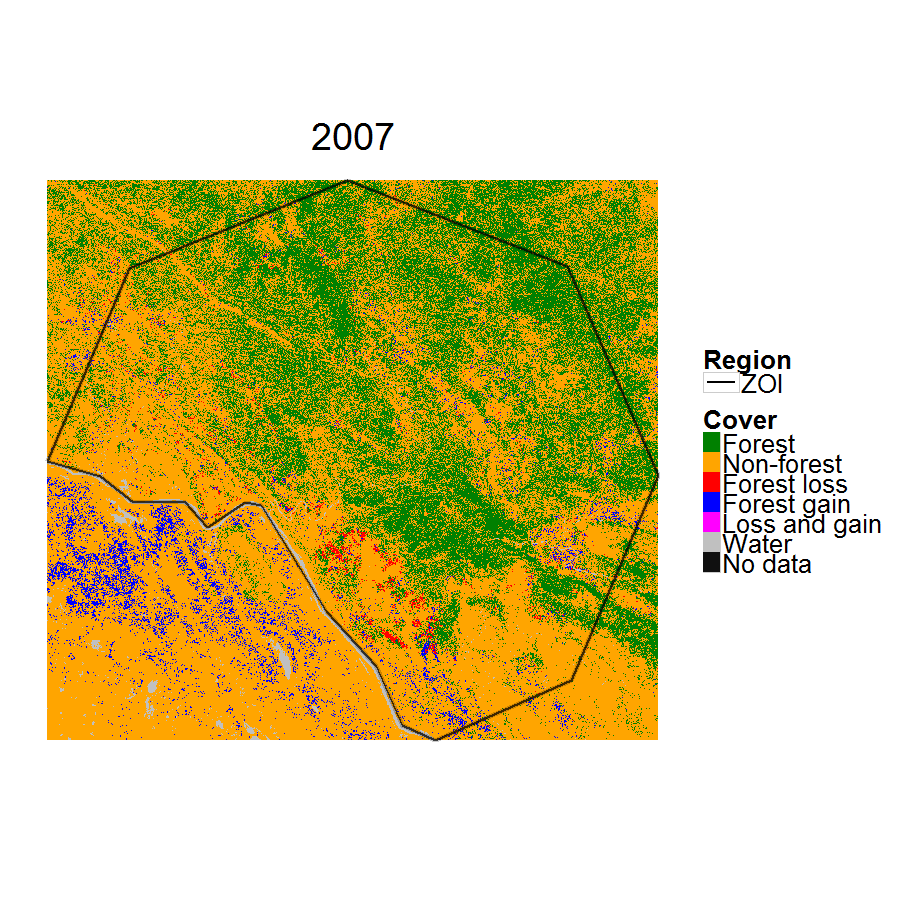 2007
Region
ZOI
Cover
Forest
Non-forest
Forest loss
Forest gain
Loss and gain
Water
No data